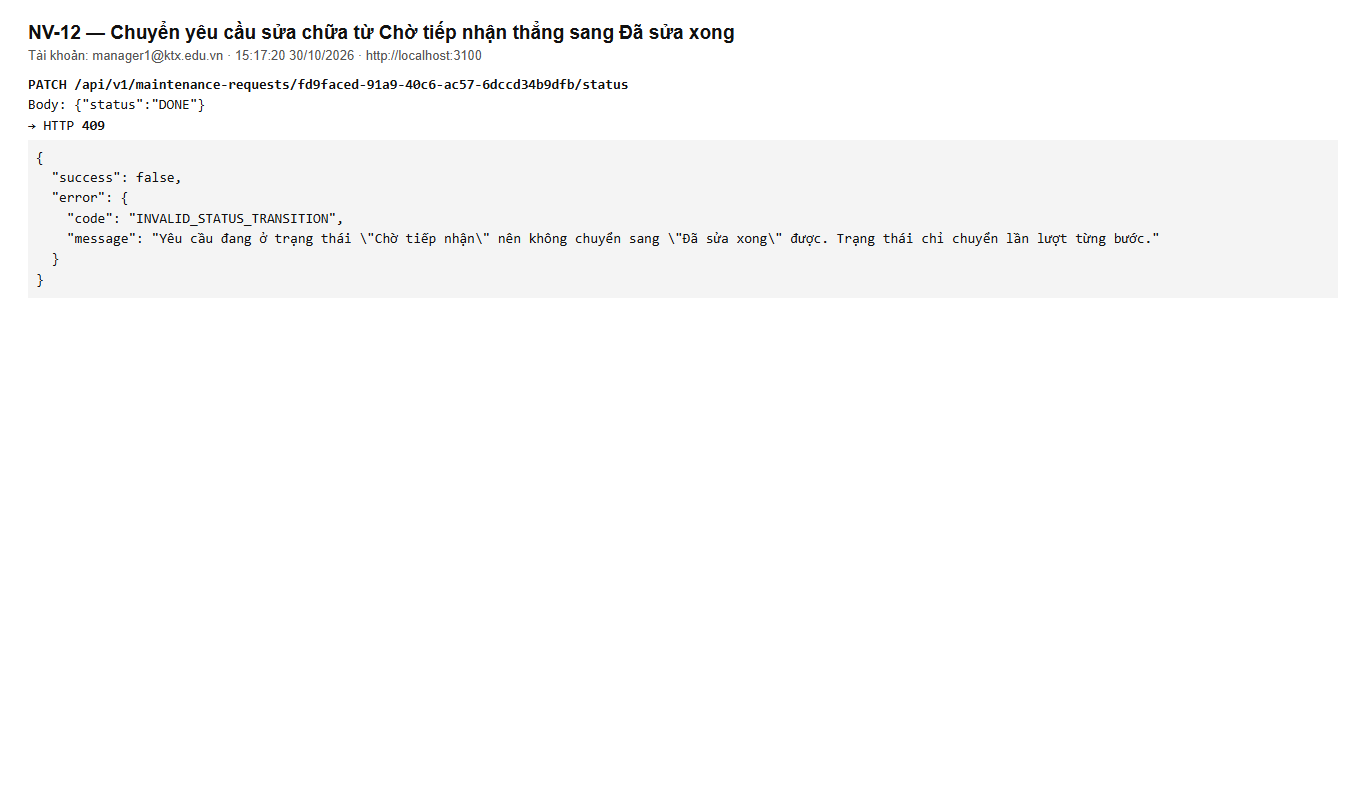 NV-12 — Chuyển yêu cầu sửa chữa từ Chờ tiếp nhận thẳng sang Đã sửa xong
Tài khoản: manager1@ktx.edu.vn · 15:17:20 30/10/2026 · http://localhost:3100
PATCH /api/v1/maintenance-requests/fd9faced-91a9-40c6-ac57-6dccd34b9dfb/status
Body: {"status":"DONE"}
→ HTTP 409
{
  "success": false,
  "error": {
    "code": "INVALID_STATUS_TRANSITION",
    "message": "Yêu cầu đang ở trạng thái \"Chờ tiếp nhận\" nên không chuyển sang \"Đã sửa xong\" được. Trạng thái chỉ chuyển lần lượt từng bước."
  }
}